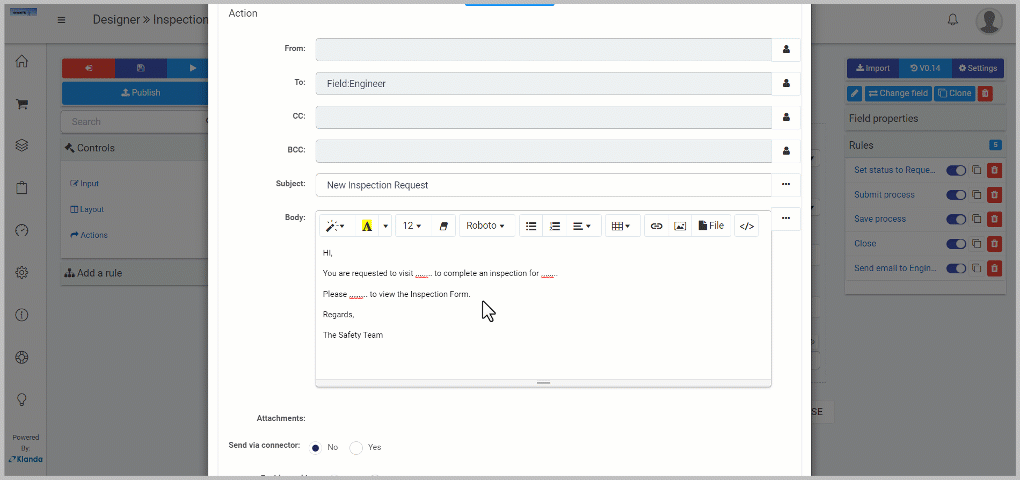 Designer » Inspection
Publish
Search
Controls
Input
Layout
Actions
Add a rule
Powered
By:
Kianda
Action
From:
To:
Field:Engineer
CC:
BCC:
Subject:
New Inspection Request
Body:
A
12
Roboto
File
</>
Hi,
You are requested to visit ........ to complete an inspection for .......
Please ........ to view the Inspection Form.
Regards,
The Safety Team
Attachments:
Send via connector:
No
Yes
Import
V0.14
Settings
Change field
Clone
Field properties
Rules
5
Set status to Reque...
Submit process
Save process
Close
Send email to Engin...
SE